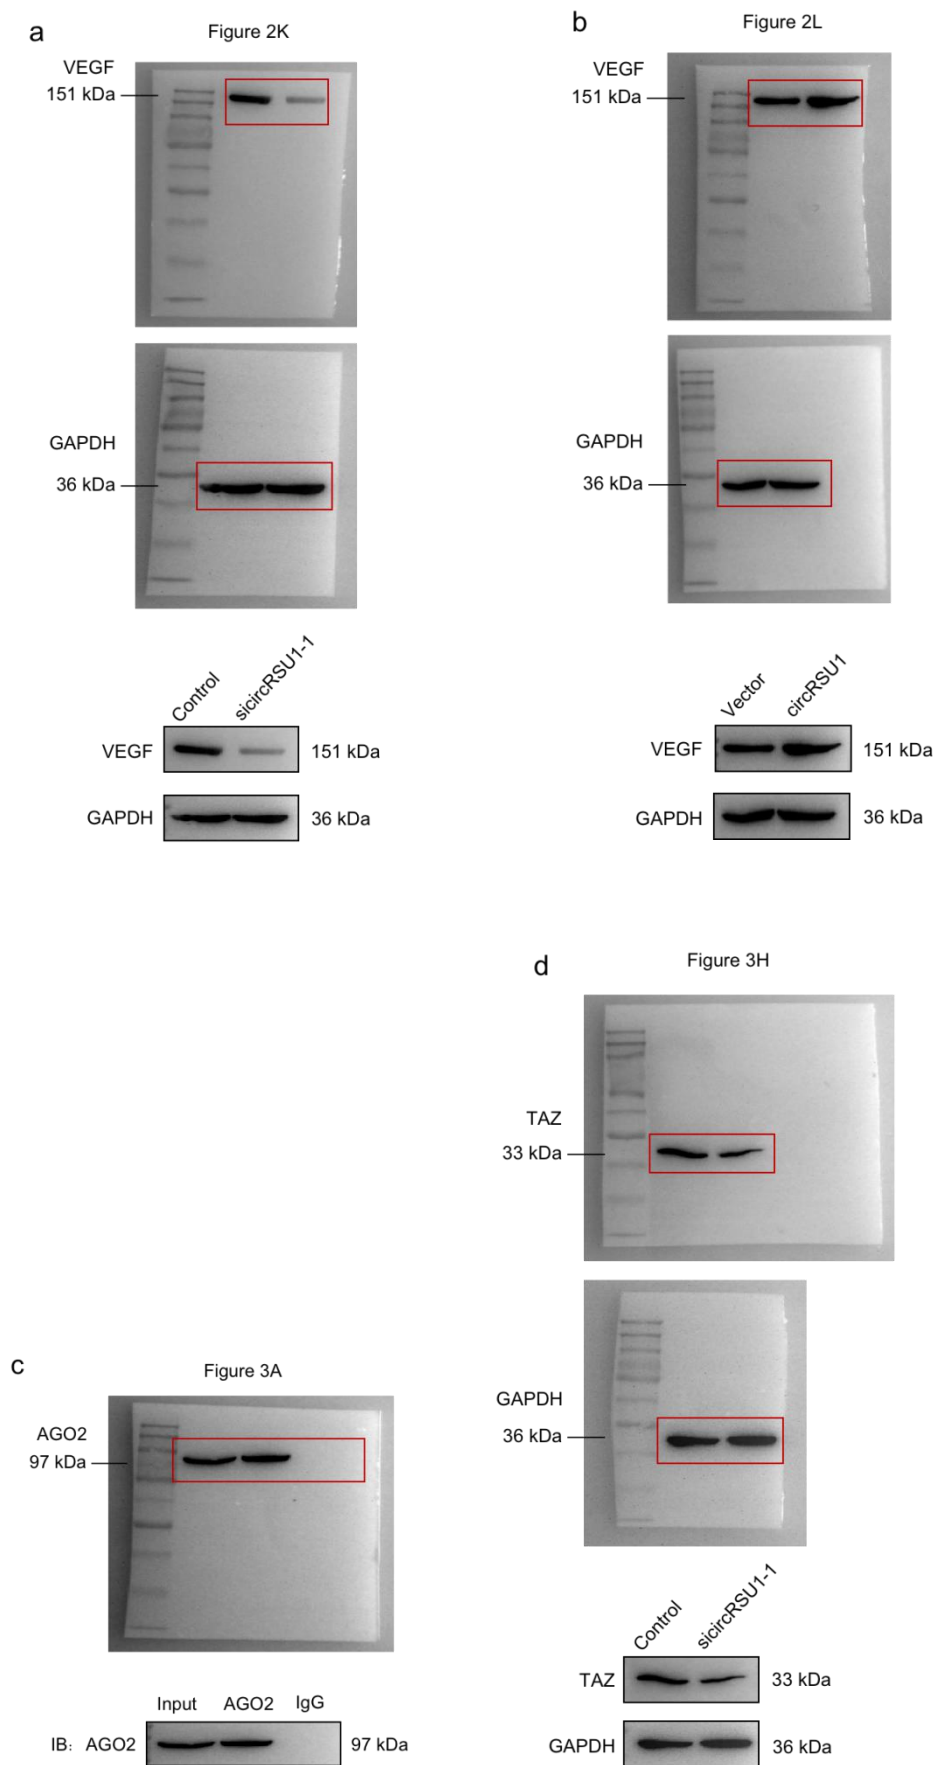 a
Figure 2K
VEGF
151 kDa
GAPDH
36 kDa
Control
sicircRSU1-1
VEGF
151 kDa
GAPDH
36 kDa
b
Figure 2L
VEGF
151 kDa
GAPDH
36 kDa
Vector
circRSU1
VEGF
151 kDa
GAPDH
36 kDa
c
Figure 3A
AGO2
97 kDa
Input AGO2 IgG
IB: AGO2
97 kDa
d
Figure 3H
TAZ
33 kDa
GAPDH
36 kDa
Control
sicircRSU1-1
TAZ
33 kDa
GAPDH
36 kDa